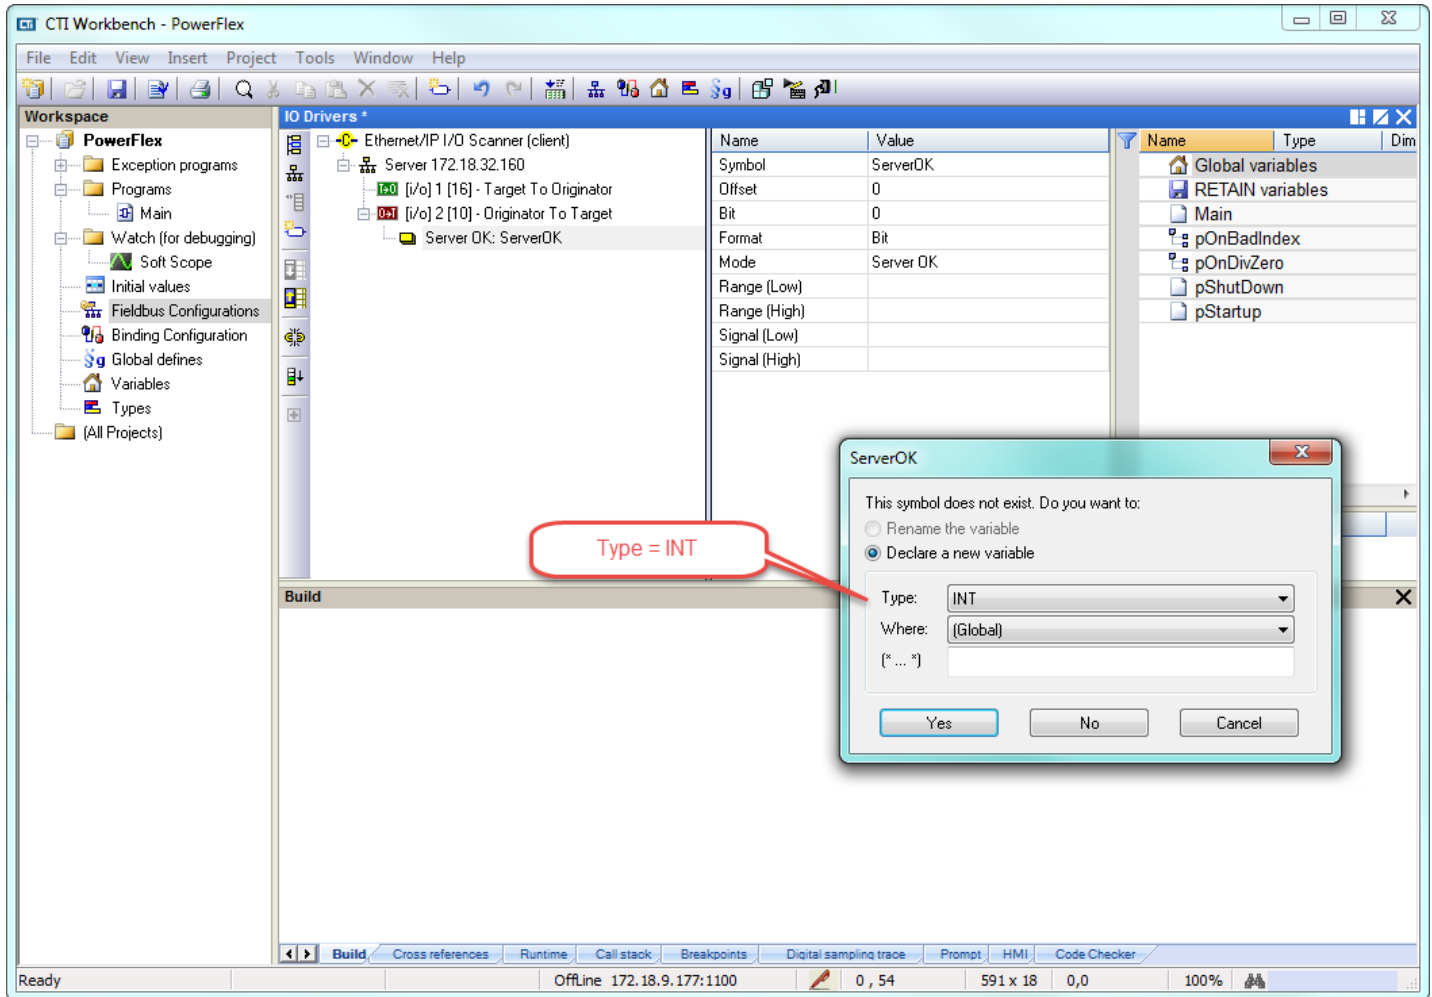 CTI Workbench - PowerFlex
File Edit View Insert Project Tools Window Help
Workspace
PowerFlex
Exception programs
Programs
Main
Watch (for debugging)
Soft Scope
Initial values
Fieldbus Configurations
Binding Configuration
Global defines
Variables
Types
(All Projects)
IO Drivers *
Ethernet/IP I/O Scanner (client)
Server 172.18.32.160
[i/o] 1 [16] - Target To Originator
[i/o] 2 [10] - Originator To Target
Server OK: ServerOK
Name Value
Symbol ServerOK
Offset 0
Bit 0
Format Bit
Mode Server OK
Range (Low)
Range (High)
Signal (Low)
Signal (High)
Name Type Dim
Global variables
RETAIN variables
Main
pOnBadIndex
pOnDivZero
pShutDown
pStartup
Type = INT
ServerOK
This symbol does not exist. Do you want to:
Rename the variable
Declare a new variable
Type: INT
Where: (Global)
(* ... *)
Yes No Cancel
Build
Build Cross references Runtime Call stack Breakpoints Digital sampling trace Prompt HMI Code Checker
Ready OffLine 172.18.9.177:1100 0 , 54 591 x 18 0,0 100%